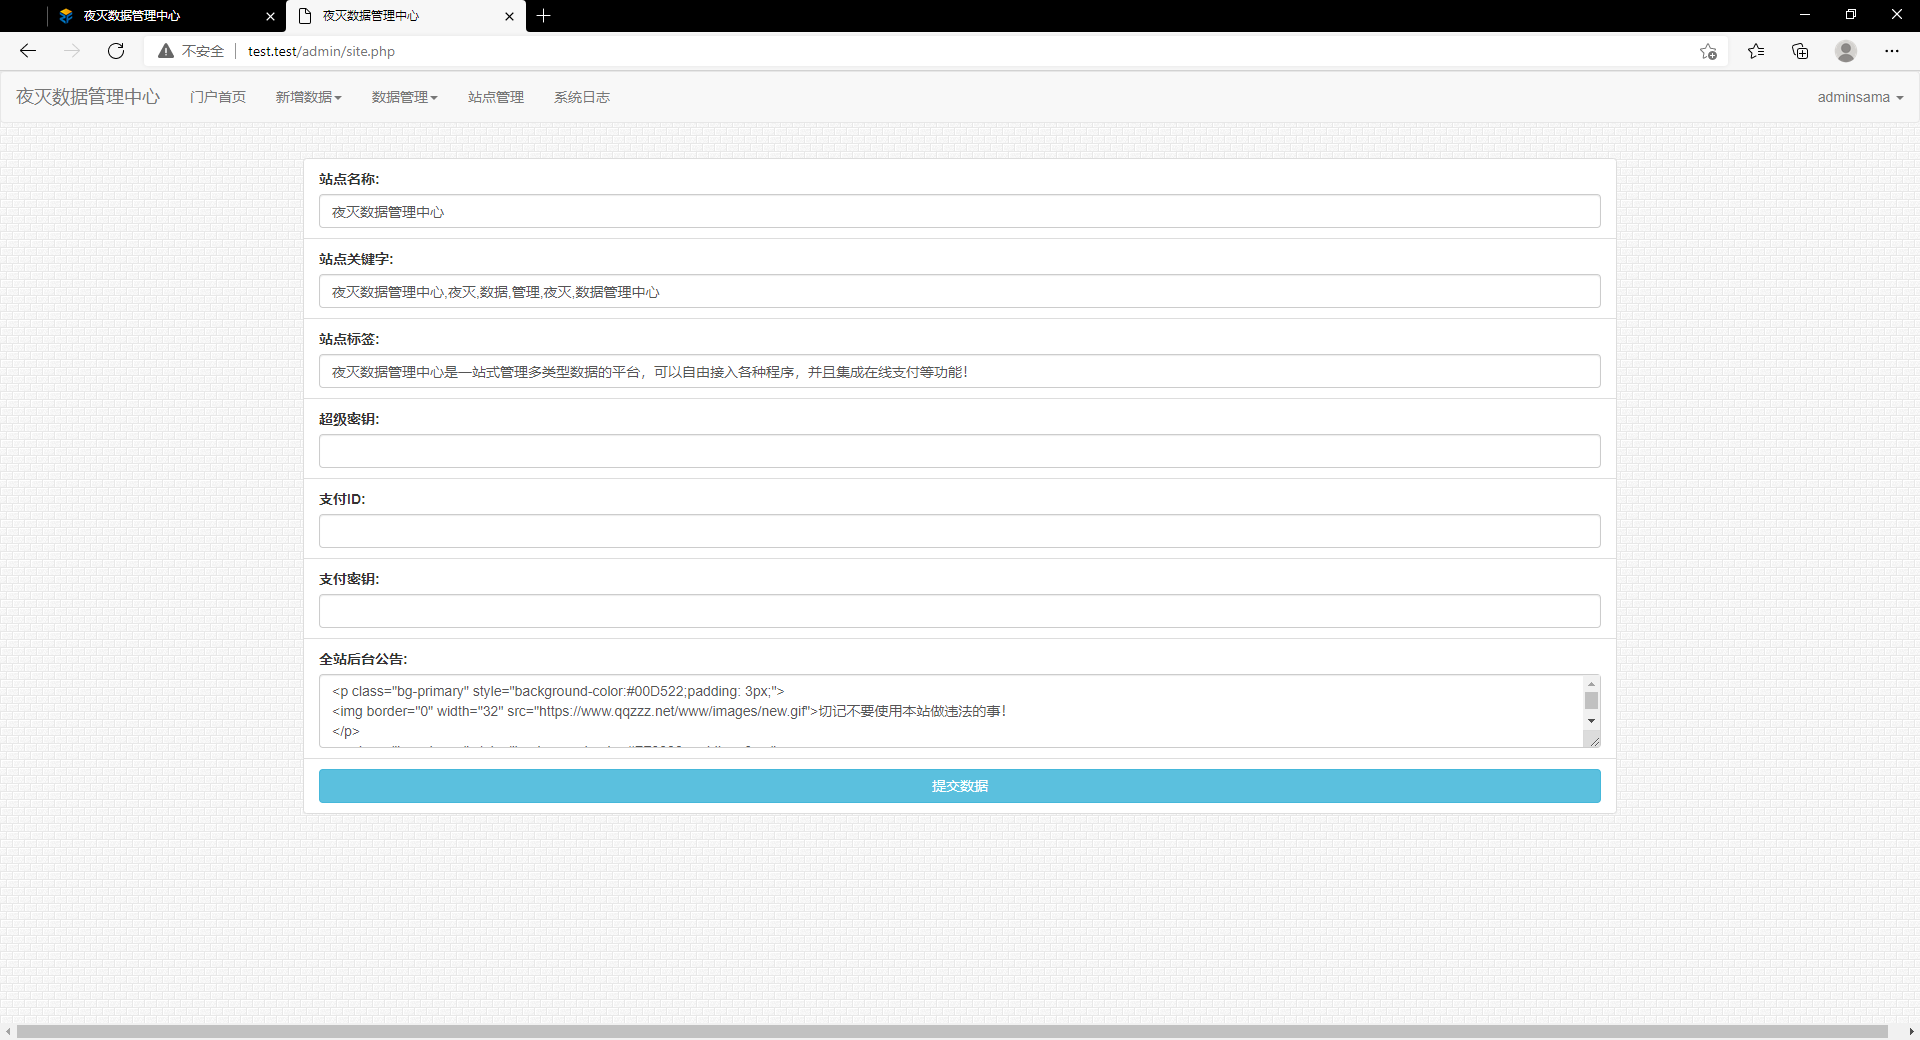 夜灭数据管理中心
夜灭数据管理中心
不安全 test.test/admin/site.php
夜灭数据管理中心 门户首页 新增数据 数据管理 站点管理 系统日志 adminsama
站点名称:
夜灭数据管理中心
站点关键字:
夜灭数据管理中心,夜灭,数据,管理,夜灭,数据管理中心
站点标签:
夜灭数据管理中心是一站式管理多类型数据的平台，可以自由接入各种程序，并且集成在线支付等功能！
超级密钥:
支付ID:
支付密钥:
全站后台公告:
<p class="bg-primary" style="background-color:#00D522;padding: 3px;">
<img border="0" width="32" src="https://www.qqzzz.net/www/images/new.gif">切记不要使用本站做违法的事！
</p>
提交数据